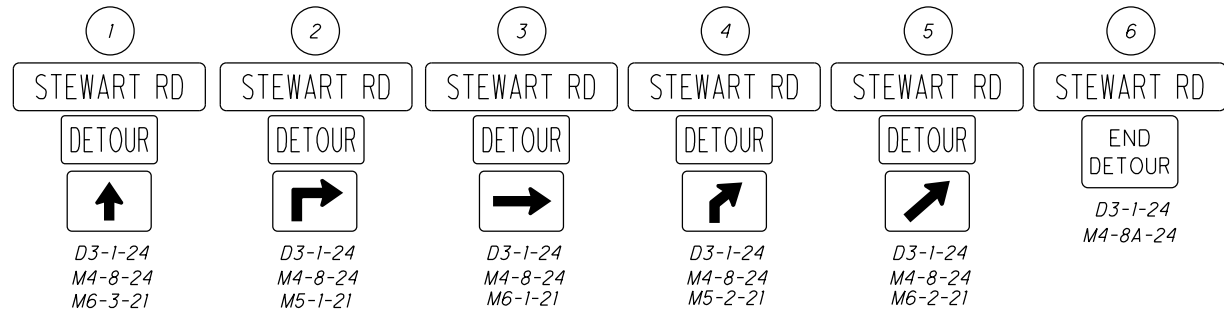 1
STEWART RD
DETOUR
D3-1-24
M4-8-24
M6-3-21
2
STEWART RD
DETOUR
D3-1-24
M4-8-24
M5-1-21
3
STEWART RD
DETOUR
D3-1-24
M4-8-24
M6-1-21
4
STEWART RD
DETOUR
D3-1-24
M4-8-24
M5-2-21
5
STEWART RD
DETOUR
D3-1-24
M4-8-24
M6-2-21
6
STEWART RD
END
DETOUR
D3-1-24
M4-8A-24